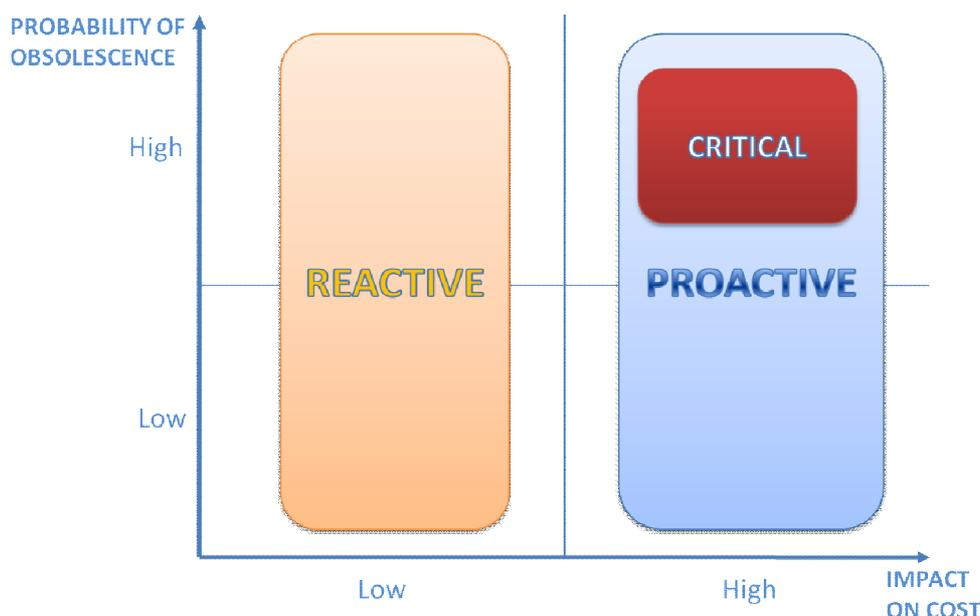 PROBABILITY OF
OBSOLESCENCE
High
CRITICAL
REACTIVE
PROACTIVE
Low
Low
High
IMPACT
ON COST